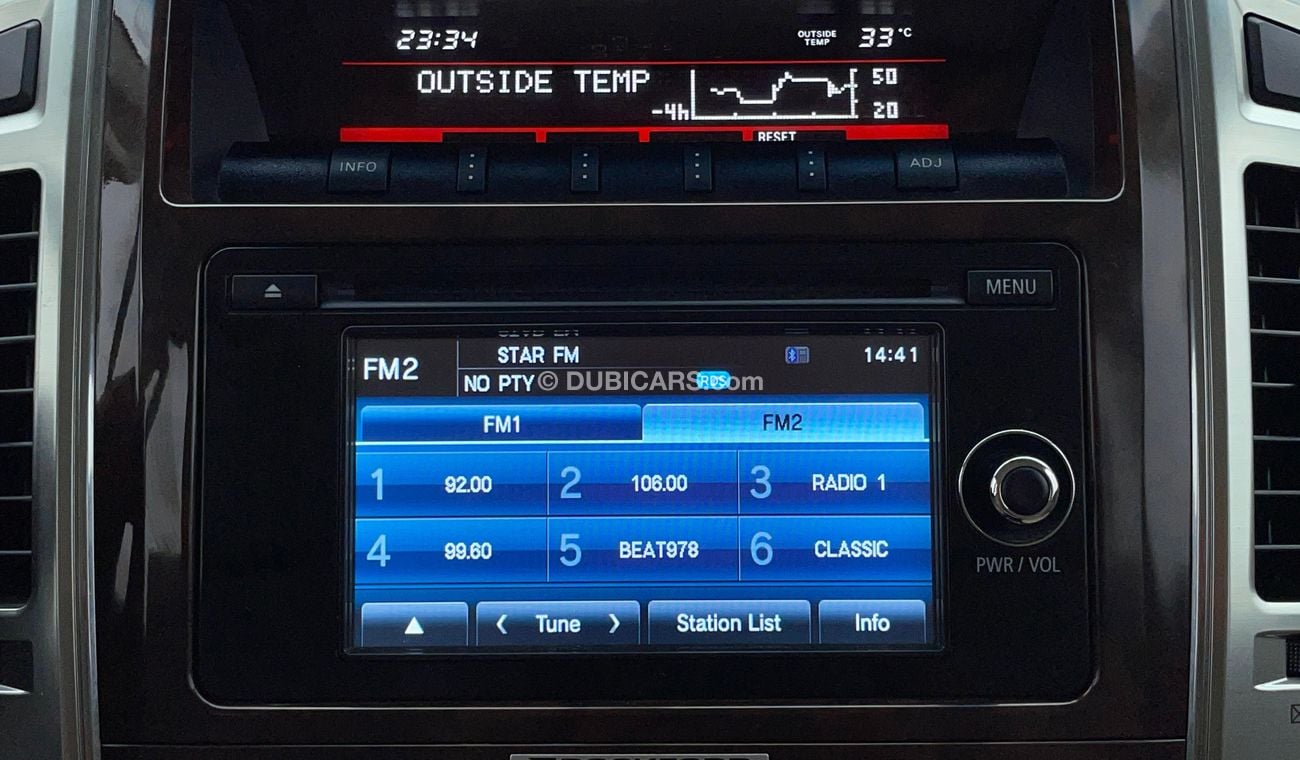 23:34 OUTSIDE TEMP 33°C
OUTSIDE TEMP -4h 50 20
RESET
INFO ADJ
MENU
FM2 STAR FM 14:41
NO PTY RDS
© DUBICARS.com
FM1 FM2
1 92.00 2 106.00 3 RADIO 1
4 99.60 5 BEAT978 6 CLASSIC
▲ < Tune > Station List Info
PWR / VOL